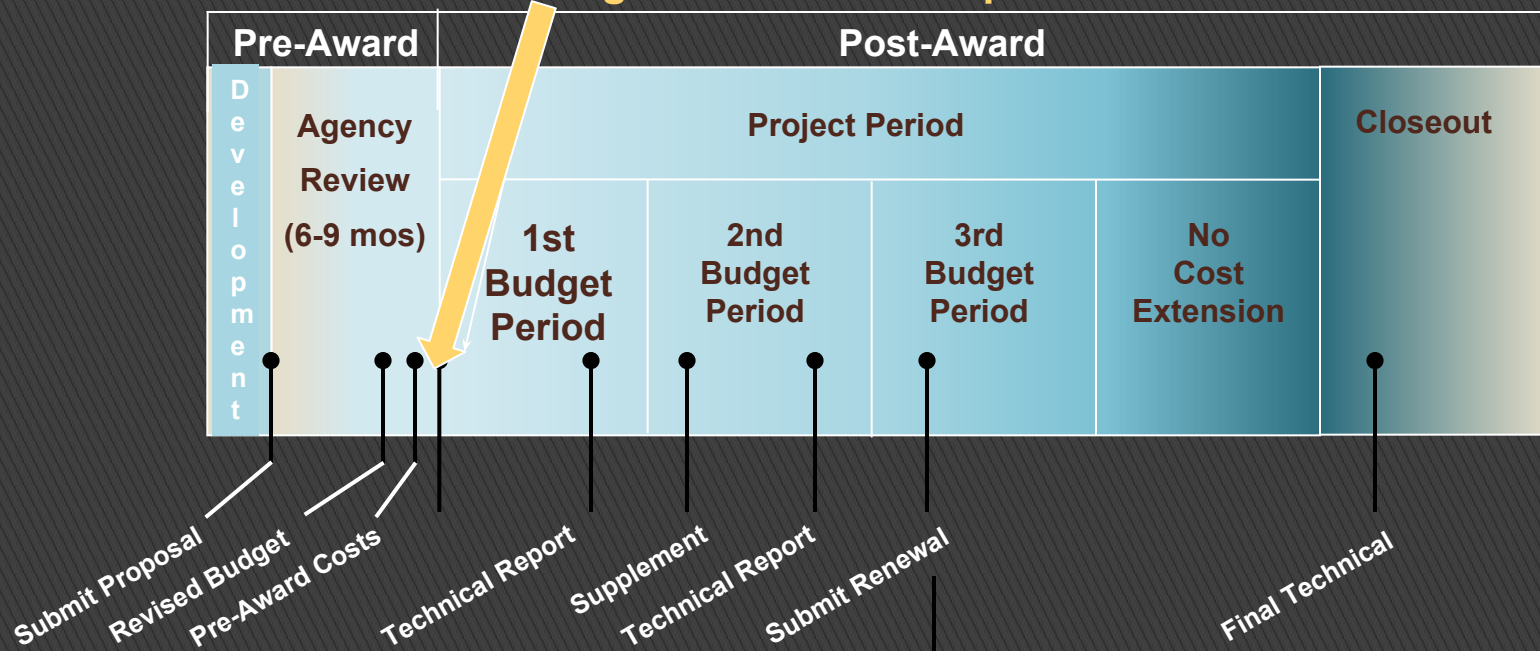 Pre-Award
Post-Award
Development
Agency
Review
(6-9 mos)
Project Period
Closeout
1st
Budget
Period
2nd
Budget
Period
3rd
Budget
Period
No
Cost
Extension
Submit Proposal
Revised Budget
Pre-Award Costs
Technical Report
Supplement
Technical Report
Submit Renewal
Final Technical